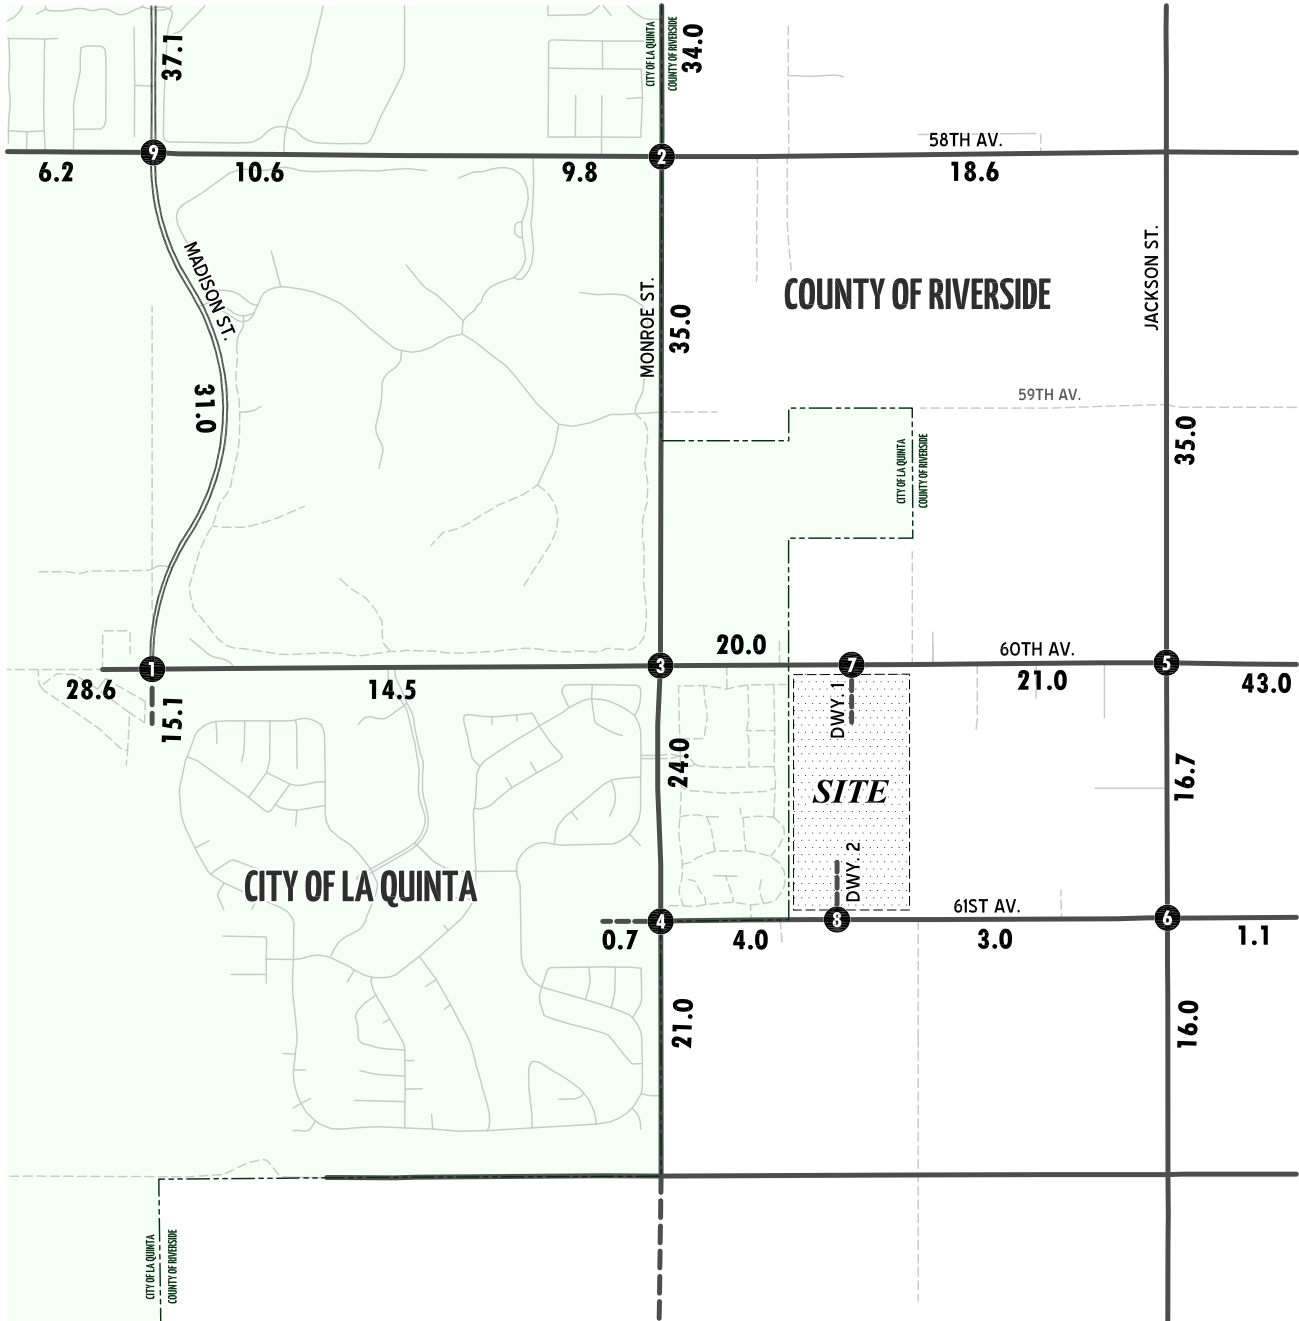 37.1
CITY OF LA QUINTA
COUNTY OF RIVERSIDE
34.0
9
2
58TH AV.
6.2
10.6
9.8
18.6
MADISON ST.
MONROE ST.
35.0
COUNTY OF RIVERSIDE
JACKSON ST.
31.0
59TH AV.
35.0
CITY OF LA QUINTA
COUNTY OF RIVERSIDE
20.0
60TH AV.
1
3
7
5
28.6
15.1
14.5
21.0
43.0
DWY. 1
24.0
16.7
SITE
CITY OF LA QUINTA
DWY. 2
61ST AV.
4
8
6
0.7
4.0
3.0
1.1
21.0
16.0
CITY OF LA QUINTA
COUNTY OF RIVERSIDE